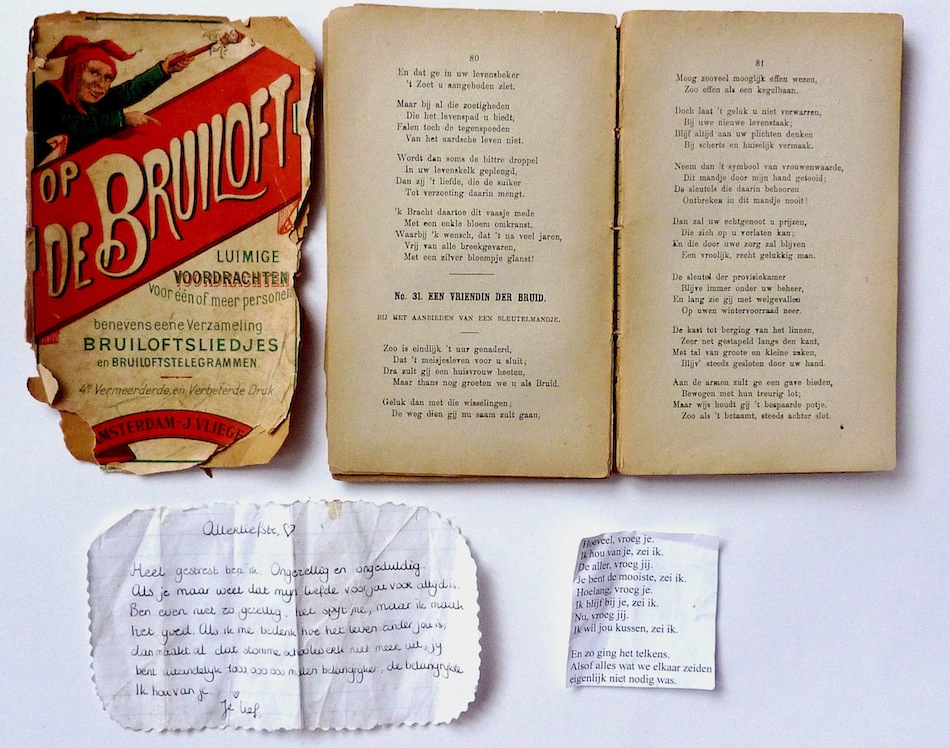 OP
DE BRUILOFT
LUIMIGE
VOORDRACHTEN
voor één of meer personen
benevens eene Verzameling
BRUILOFTSLIEDJES
en BRUILOFTSTELEGRAMMEN.
4e Vermeerderde, en Verbeterde Druk
AMSTERDAM - J. VLIEGE
80
En dat ge in uw levensbeker
't Zoet u aangeboden ziet.
Maar bij al die zoetigheden
Die het levenspad u biedt,
Falen toch de tegenspoeden
Van het aardsche leven niet.
Wordt dan soms de bittre droppel
In uw levenskelk geplengd,
Dan zij 't liefde, die de suiker
Tot verzoeting daarin mengt.
'k Bracht daartoe dit vaasje mede
Met een enkle bloem omkranst,
Waarbij 'k wensch, dat 't na veel jaren,
Vrij van alle breekgevaren,
Met een zilver bloempje glanst!
No. 31. EEN VRIENDIN DER BRUID.
BIJ HET AANBIEDEN VAN EEN SLEUTELMANDJE.
Zoo is eindlijk 't uur genaderd,
Dat 't meisjesleven voor u sluit;
Dra zult gij een huisvrouw heeten,
Maar thans nog groeten we u als Bruid.
Geluk dan met die wisselingen;
De weg dien gij nu saam zult gaan,
81
Moog zooveel mooglijk effen wezen,
Zoo effen als een kegelbaan.
Doch laat 't geluk u niet verwarren,
Bij uwe nieuwe levenstaak;
Blijf altijd aan uw plichten denken
Bij scherts en huiselijk vermaak.
Neem dan 't symbool van vrouwenwaarde,
Dit mandje door mijn hand getooid;
De sleutels die daarin behooren
Ontbreken in dit mandje nooit!
Dan zal uw echtgenoot u prijzen,
Die zich op u verlaten kan;
En die door uwe zorg zal blijven
Een vroolijk, recht gelukkig man.
De sleutel der provisiekamer
Blijve immer onder uw beheer,
En lang zie gij met welgevallen
Op uwen wintervoorraad neer.
De kast tot berging van het linnen,
Zeer net gestapeld langs den kant,
Met tal van groote en kleine zaken,
Blijv' steeds gesloten door uw hand.
Aan de armen zult ge een gave bieden,
Bewogen met hun treurig lot;
Maar wijs houdt gij 't bespaarde potje,
Zoo als 't betaamt, steeds achter slot.
Allerliefste, ♡
Heel gestrest ben ik. Ongezellig en ongeduldig.
Als je maar weet dat mijn liefde voor jou voor altijd is.
Ben even niet zo gezellig, het spijt me, maar ik maak
het goed. Als ik me bedenk hoe het leven zonder jou is,
dan maakt al dat stomme schoolwerk niet meer uit, jij
bent uiteindelijk 1000 000 000 malen belangrijker, de belangrijkste
Ik hou van je. ♡
Je lief
Hoeveel, vroeg je.
Ik hou van je, zei ik.
De aller, vroeg jij.
Je bent de mooiste, zei ik.
Hoelang, vroeg je.
Ik blijf bij je, zei ik.
Nu, vroeg jij.
Ik wil jou kussen, zei ik.
En zo ging het telkens.
Alsof alles wat we elkaar zeiden
eigenlijk niet nodig was.